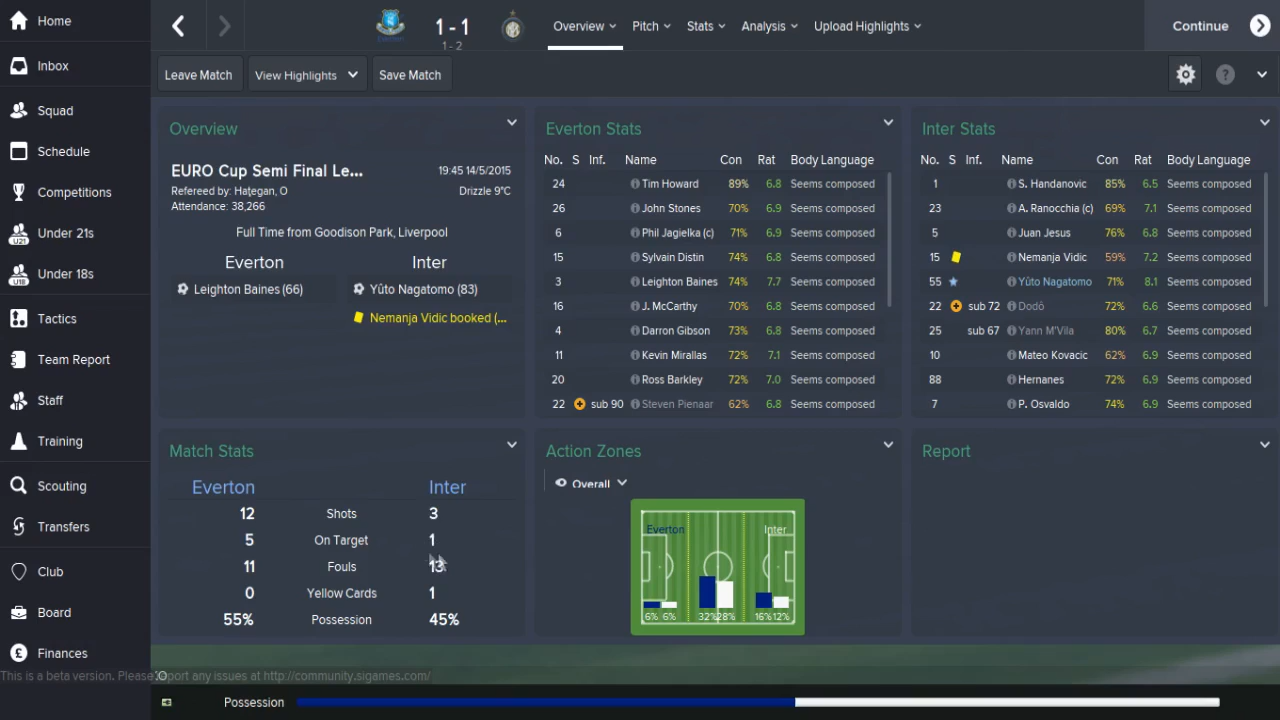 Home
Inbox
Squad
Schedule
Competitions
U21 Under 21s
U18 Under 18s
Tactics
Team Report
Staff
Training
Scouting
Transfers
Club
Board
£ Finances
Everton 1 - 1
1 - 2
Overview Pitch Stats Analysis Upload Highlights
Continue
Leave Match View Highlights Save Match ?
Overview
EURO Cup Semi Final Le... 19:45 14/5/2015
Refereed by: Haţegan, O Drizzle 9°C
Attendance: 38,266
Full Time from Goodison Park, Liverpool
Everton Inter
Leighton Baines (66) Yûto Nagatomo (83)
Nemanja Vidic booked (...
Everton Stats
No. S Inf. Name Con Rat Body Language
24 Tim Howard 89% 6.8 Seems composed
26 John Stones 70% 6.9 Seems composed
6 Phil Jagielka (c) 71% 6.9 Seems composed
15 Sylvain Distin 74% 6.8 Seems composed
3 Leighton Baines 74% 7.7 Seems composed
16 J. McCarthy 70% 6.8 Seems composed
4 Darron Gibson 73% 6.8 Seems composed
11 Kevin Mirallas 72% 7.1 Seems composed
20 Ross Barkley 72% 7.0 Seems composed
22 sub 90 Steven Pienaar 62% 6.8 Seems composed
Inter Stats
No. S Inf. Name Con Rat Body Language
1 S. Handanovic 85% 6.5 Seems composed
23 A. Ranocchia (c) 69% 7.1 Seems composed
5 Juan Jesus 76% 6.8 Seems composed
15 Nemanja Vidic 59% 7.2 Seems composed
55 Yûto Nagatomo 71% 8.1 Seems composed
22 sub 72 Dodô 72% 6.6 Seems composed
25 sub 67 Yann M'Vila 80% 6.7 Seems composed
10 Mateo Kovacic 62% 6.9 Seems composed
88 Hernanes 72% 6.9 Seems composed
7 P. Osvaldo 74% 6.9 Seems composed
Match Stats
Everton Inter
12 Shots 3
5 On Target 1
11 Fouls 13
0 Yellow Cards 1
55% Possession 45%
Action Zones
Overall
Everton Inter
6% 6% 32% 28% 16% 12%
Report
This is a beta version. Please report any issues at http://community.sigames.com/
Possession